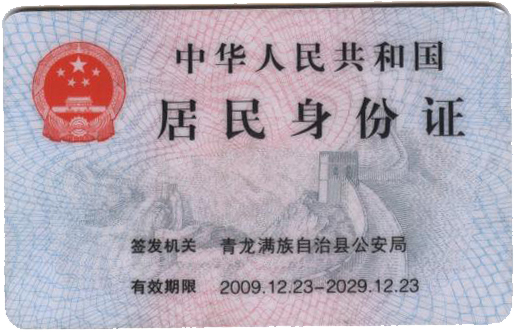 中华人民共和国
居民身份证
签发机关 青龙满族自治县公安局
有效期限 2009.12.23-2029.12.23